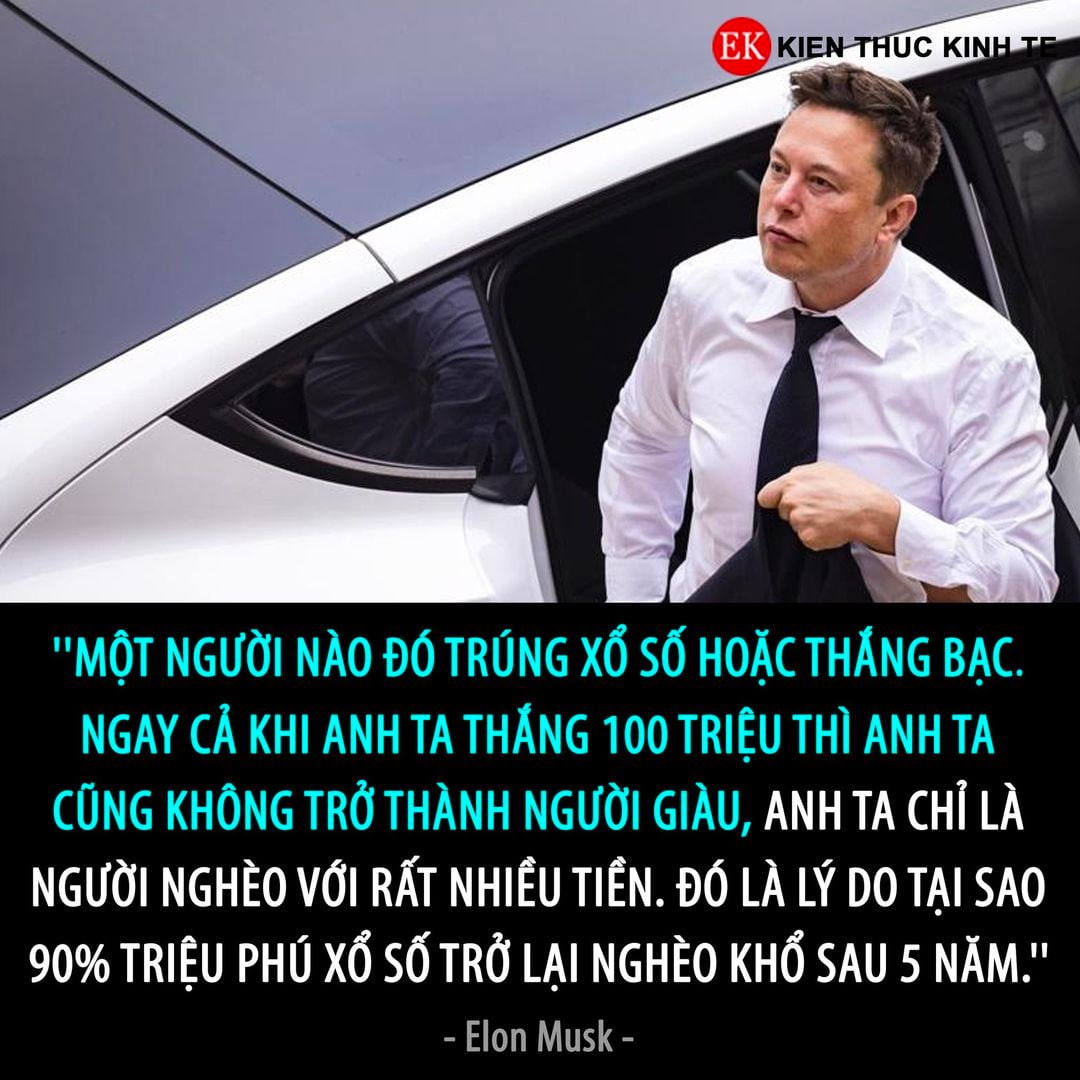 EK KIEN THUC KINH TE
"MỘT NGƯỜI NÀO ĐÓ TRÚNG XỔ SỐ HOẶC THẮNG BẠC.
NGAY CẢ KHI ANH TA THẮNG 100 TRIỆU THÌ ANH TA
CŨNG KHÔNG TRỞ THÀNH NGƯỜI GIÀU, ANH TA CHỈ LÀ
NGƯỜI NGHÈO VỚI RẤT NHIỀU TIỀN. ĐÓ LÀ LÝ DO TẠI SAO
90% TRIỆU PHÚ XỔ SỐ TRỞ LẠI NGHÈO KHỔ SAU 5 NĂM."
- Elon Musk -